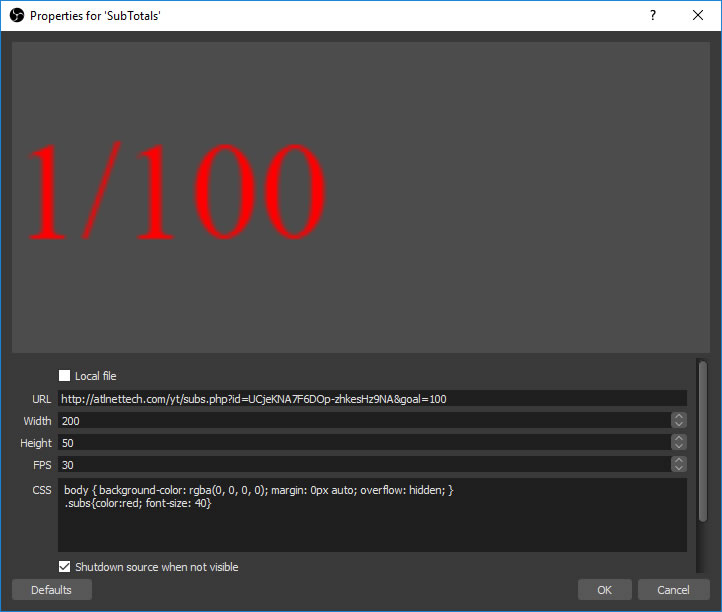 Properties for 'SubTotals'
?
1/100
Local file
URL http://atlnettech.com/yt/subs.php?id=UCjeKNA7F6DOp-zhkesHz9NA&goal=100
Width 200
Height 50
FPS 30
CSS body { background-color: rgba(0, 0, 0, 0); margin: 0px auto; overflow: hidden; }
.subs{color:red; font-size: 40}
Shutdown source when not visible
Defaults OK Cancel